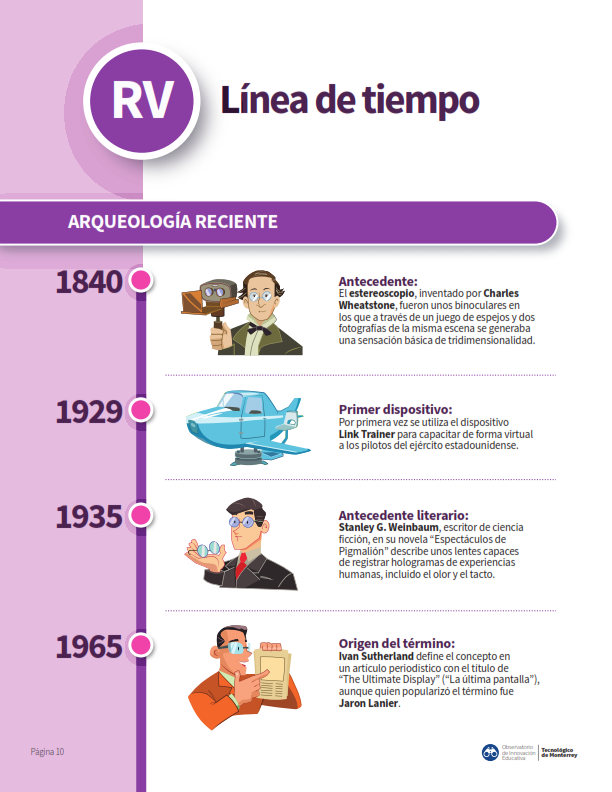 RV
Línea de tiempo
ARQUEOLOGÍA RECIENTE
1840
Antecedente:
El estereoscopio, inventado por Charles
Wheatstone, fueron unos binoculares en
los que a través de un juego de espejos y dos
fotografías de la misma escena se generaba
una sensación básica de tridimensionalidad.
1929
Primer dispositivo:
Por primera vez se utiliza el dispositivo
Link Trainer para capacitar de forma virtual
a los pilotos del ejército estadounidense.
1935
Antecedente literario:
Stanley G. Weinbaum, escritor de ciencia
ficción, en su novela “Espectáculos de
Pigmalión” describe unos lentes capaces
de registrar hologramas de experiencias
humanas, incluido el olor y el tacto.
1965
Origen del término:
Ivan Sutherland define el concepto en
un artículo periodístico con el título de
“The Ultimate Display” (“La última pantalla”),
aunque quien popularizó el término fue
Jaron Lanier.
Página 10
Observatorio
de Innovación
Educativa
Tecnológico
de Monterrey